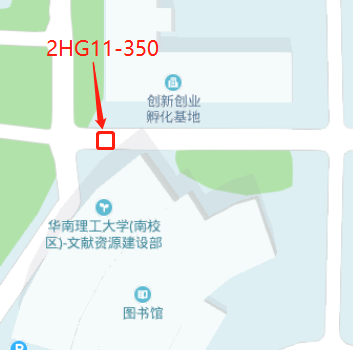 2HG11-350
创新创业
孵化基地
华南理工大学(南校
区)-文献资源建设部
图书馆
P